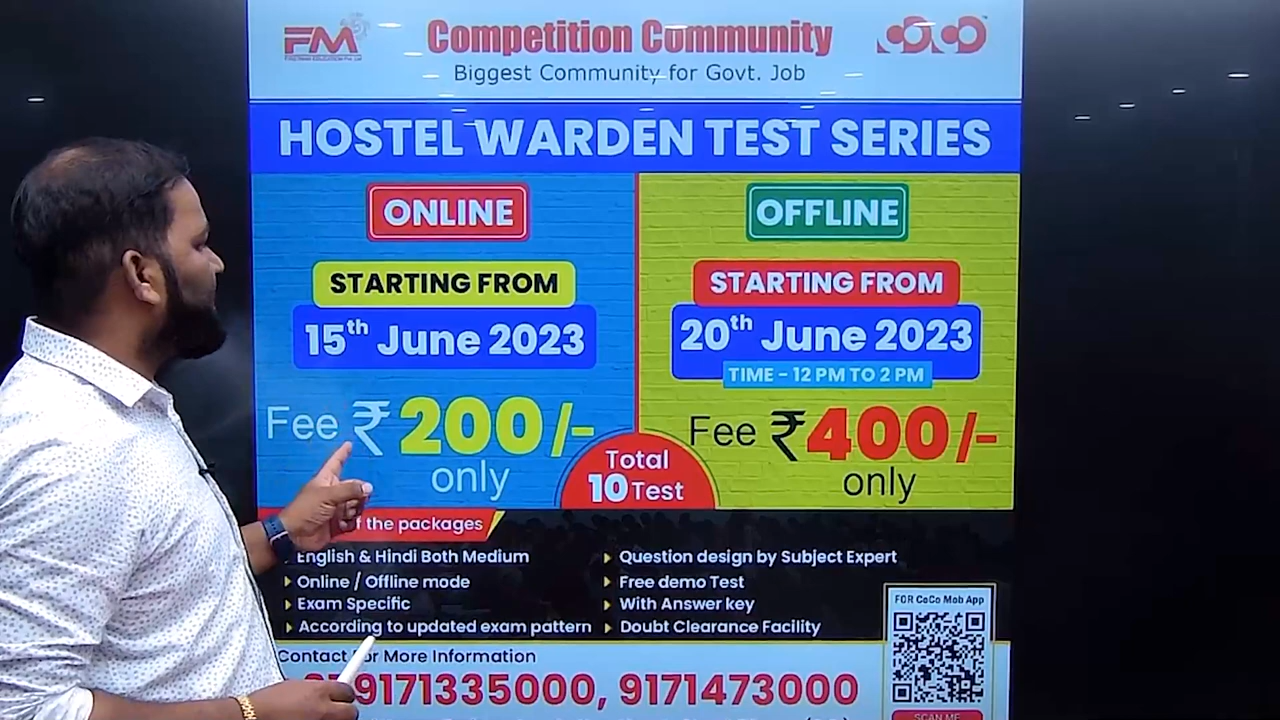 FM
Competition Community
Biggest Community for Govt. Job
HOSTEL WARDEN TEST SERIES
ONLINE
STARTING FROM
15th June 2023
Fee ₹200/-
only
OFFLINE
STARTING FROM
20th June 2023
TIME - 12 PM TO 2 PM
Fee ₹400/-
only
Total
10 Test
f the packages
English & Hindi Both Medium
Online / Offline mode
Exam Specific
According to updated exam pattern
Question design by Subject Expert
Free demo Test
With Answer key
Doubt Clearance Facility
FOR CoCo Mob App
SCAN ME
Contact For More Information
9171335000, 9171473000